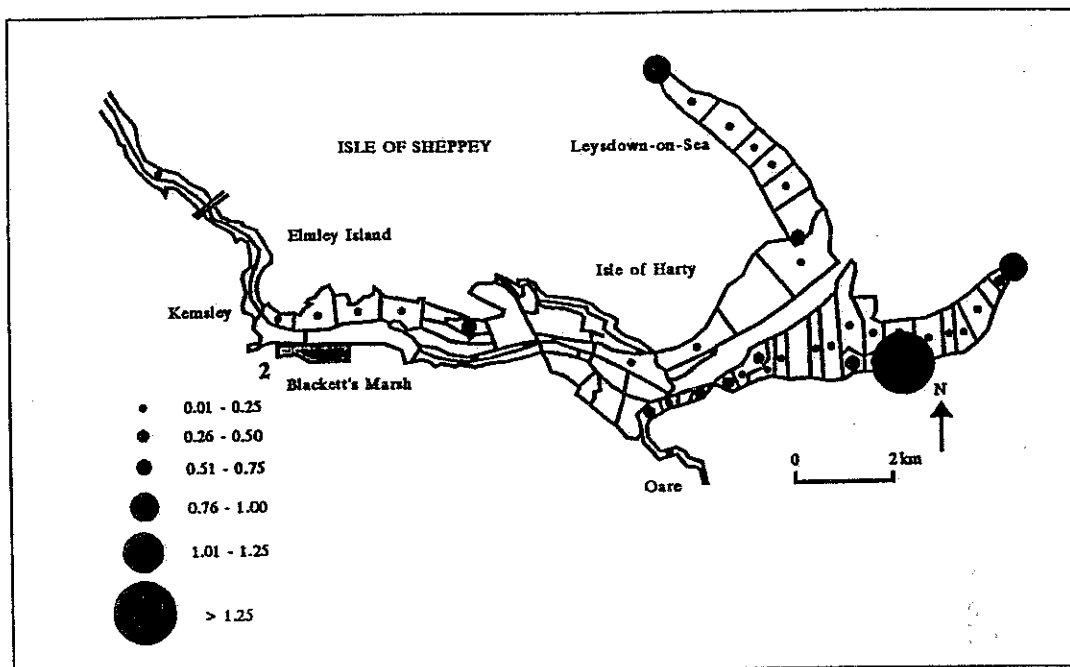 ISLE OF SHEPPEY
Leysdown-on-Sea
Elmley Island
Isle of Harty
Kemsley
2
Blackett's Marsh
N
0.01 - 0.25
0.26 - 0.50
0.51 - 0.75
0.76 - 1.00
1.01 - 1.25
> 1.25
0 2 km
Oare